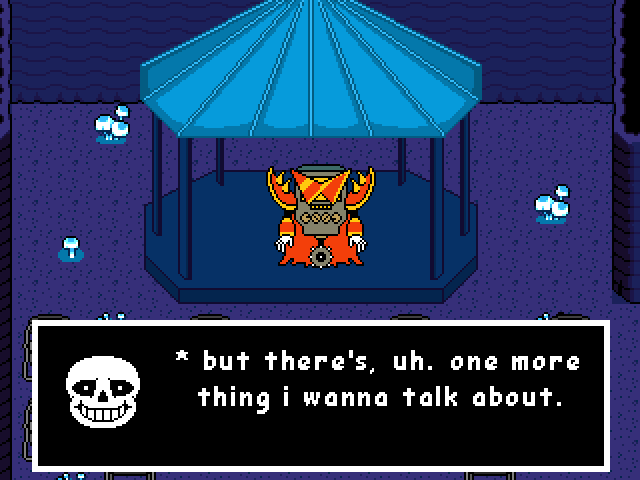 * but there's, uh. one more
thing i wanna talk about.